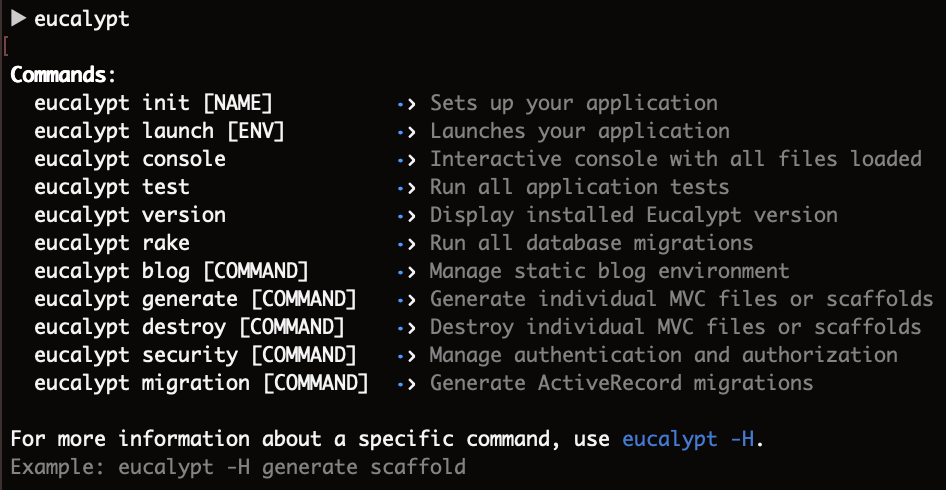 ▶ eucalypt
[
Commands:
eucalypt init [NAME] ·› Sets up your application
eucalypt launch [ENV] ·› Launches your application
eucalypt console ·› Interactive console with all files loaded
eucalypt test ·› Run all application tests
eucalypt version ·› Display installed Eucalypt version
eucalypt rake ·› Run all database migrations
eucalypt blog [COMMAND] ·› Manage static blog environment
eucalypt generate [COMMAND] ·› Generate individual MVC files or scaffolds
eucalypt destroy [COMMAND] ·› Destroy individual MVC files or scaffolds
eucalypt security [COMMAND] ·› Manage authentication and authorization
eucalypt migration [COMMAND] ·› Generate ActiveRecord migrations
For more information about a specific command, use eucalypt -H.
Example: eucalypt -H generate scaffold